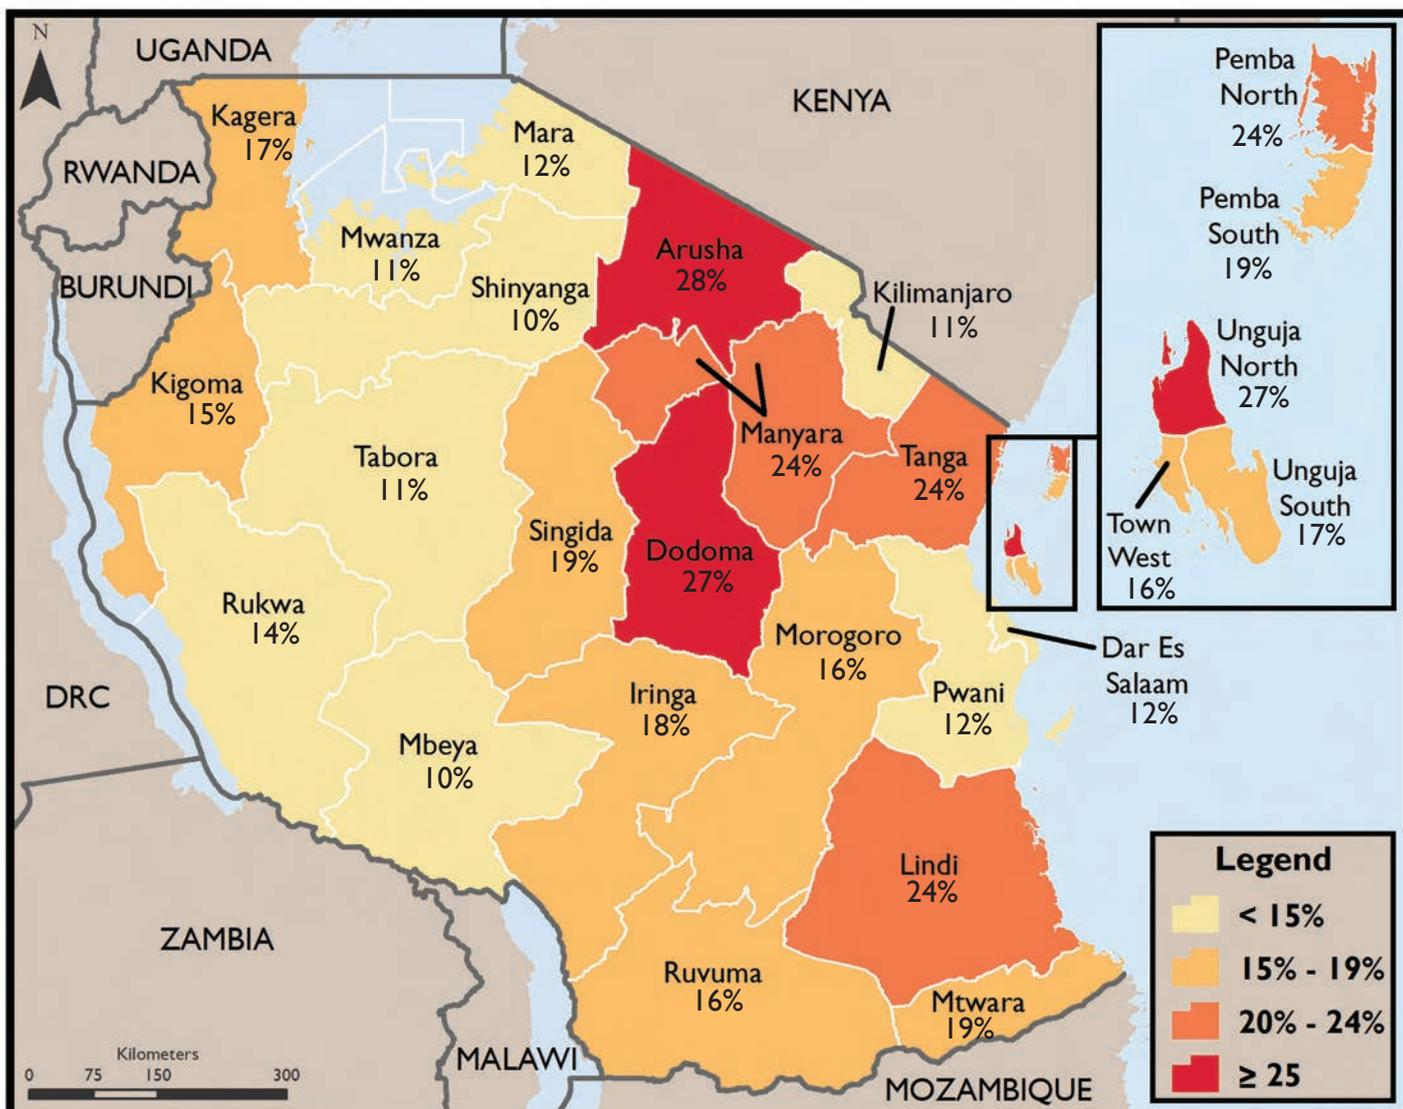 N
UGANDA
KENYA
RWANDA
BURUNDI
DRC
ZAMBIA
MALAWI
MOZAMBIQUE
Kagera
17%
Mara
12%
Mwanza
11%
Shinyanga
10%
Arusha
28%
Kilimanjaro
11%
Kigoma
15%
Tabora
11%
Singida
19%
Dodoma
27%
Manyara
24%
Tanga
24%
Rukwa
14%
Mbeya
10%
Iringa
18%
Morogoro
16%
Pwani
12%
Dar Es
Salaam
12%
Lindi
24%
Ruvuma
16%
Mtwara
19%
Pemba
North
24%
Pemba
South
19%
Unguja
North
27%
Unguja
South
17%
Town
West
16%
Legend
< 15%
15% - 19%
20% - 24%
≥ 25
Kilometers
0 75 150 300